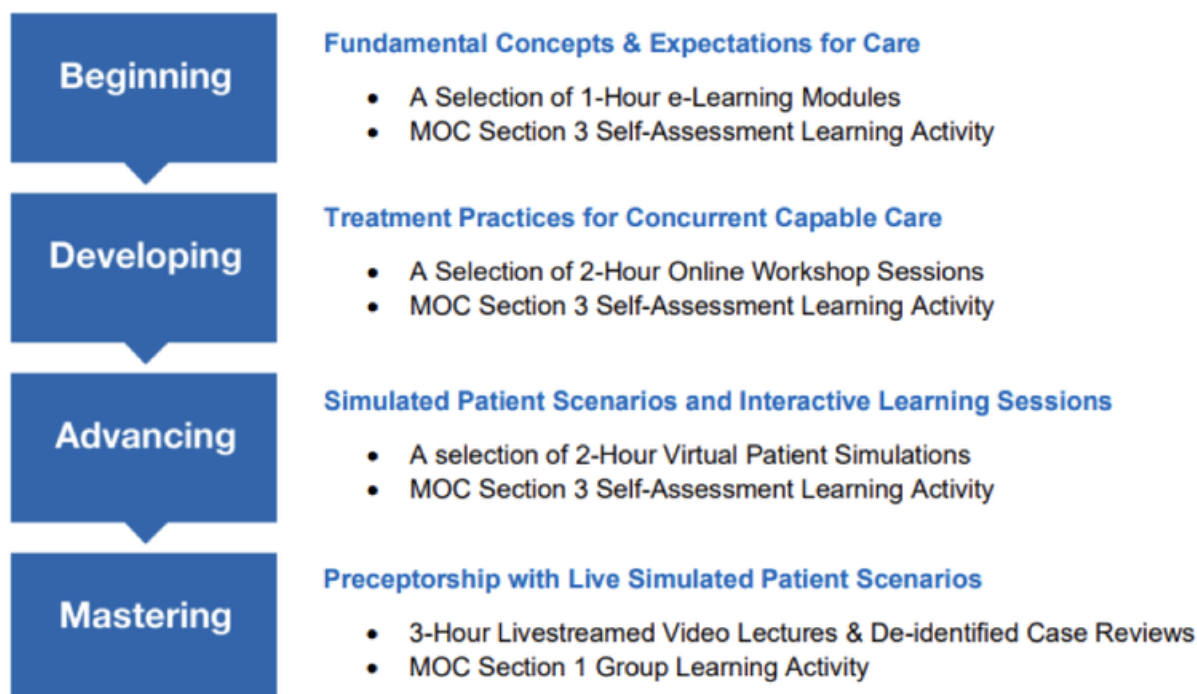 Beginning
Fundamental Concepts & Expectations for Care
• A Selection of 1-Hour e-Learning Modules
• MOC Section 3 Self-Assessment Learning Activity
Developing
Treatment Practices for Concurrent Capable Care
• A Selection of 2-Hour Online Workshop Sessions
• MOC Section 3 Self-Assessment Learning Activity
Advancing
Simulated Patient Scenarios and Interactive Learning Sessions
• A selection of 2-Hour Virtual Patient Simulations
• MOC Section 3 Self-Assessment Learning Activity
Mastering
Preceptorship with Live Simulated Patient Scenarios
• 3-Hour Livestreamed Video Lectures & De-identified Case Reviews
• MOC Section 1 Group Learning Activity